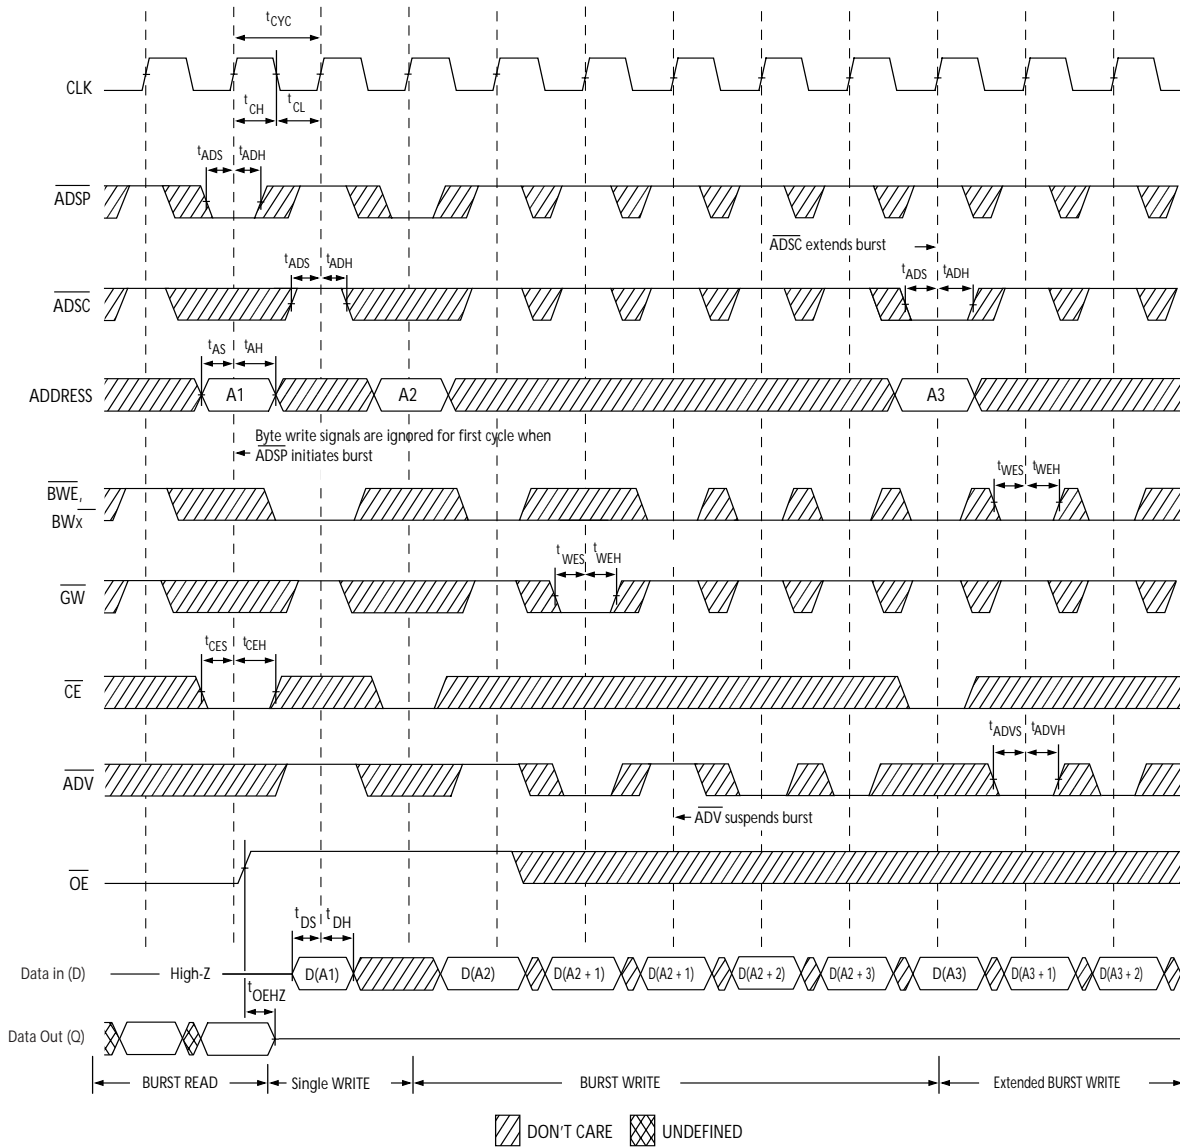 tCYC
CLK
tCH
tCL
tADS
tADH
ADSP
ADSC extends burst
tADS
tADH
tADS
tADH
ADSC
tAS
tAH
ADDRESS
A1
A2
A3
Byte write signals are ignored for first cycle when
ADSP initiates burst
tWES
tWEH
BWE,
BWx
tWES
tWEH
GW
tCES
tCEH
CE
tADVS
tADVH
ADV
ADV suspends burst
OE
tDS
tDH
Data in (D)
High-Z
D(A1)
D(A2)
D(A2 + 1)
D(A2 + 1)
D(A2 + 2)
D(A2 + 3)
D(A3)
D(A3 + 1)
D(A3 + 2)
tOEHZ
Data Out (Q)
BURST READ
Single WRITE
BURST WRITE
Extended BURST WRITE
DON'T CARE
UNDEFINED